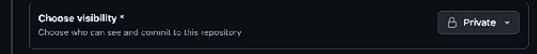 Choose visibility *
Private
Choose who can see and commit to this repository